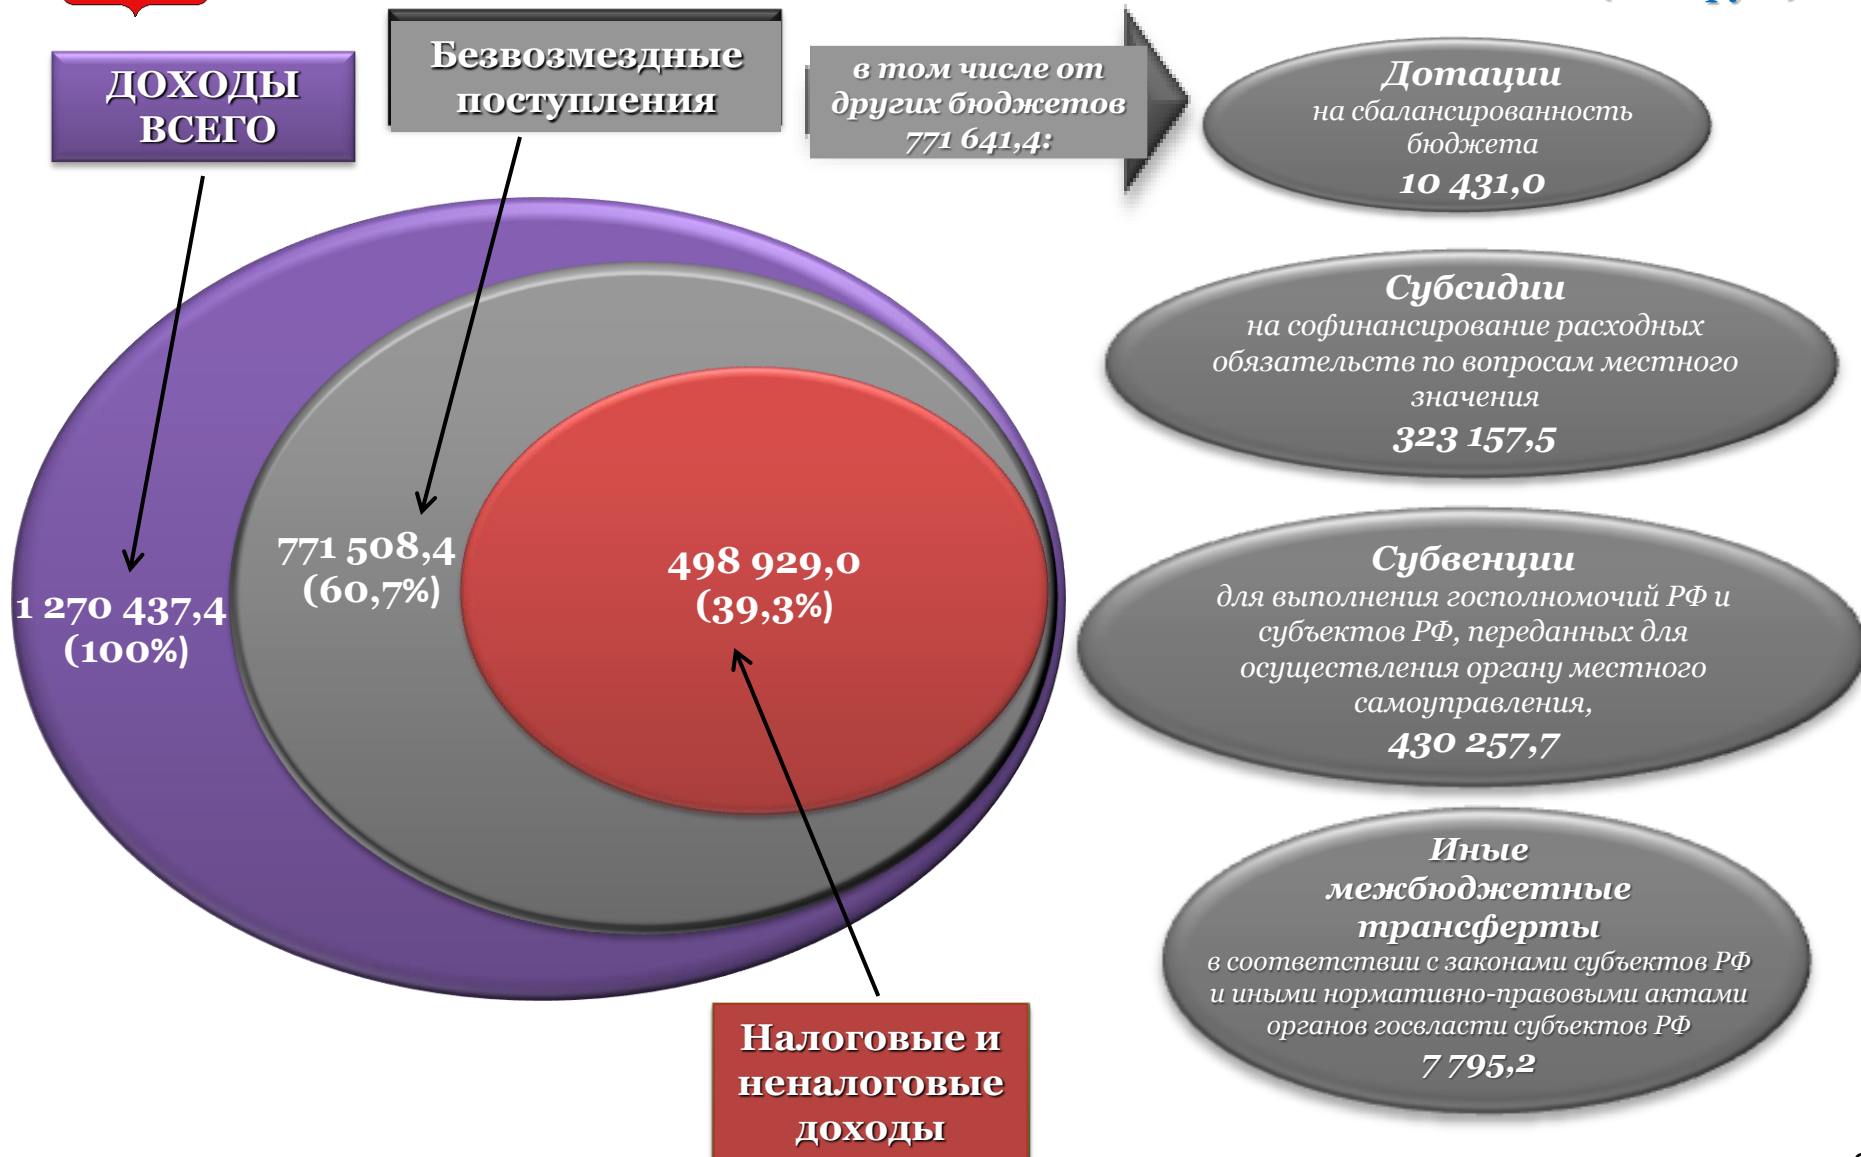 ДОХОДЫ
ВСЕГО
Безвозмездные
поступления
в том числе от
других бюджетов
771 641,4:
Дотации
на сбалансированность
бюджета
10 431,0
Субсидии
на софинансирование расходных
обязательств по вопросам местного
значения
323 157,5
Субвенции
для выполнения госполномочий РФ и
субъектов РФ, переданных для
осуществления органу местного
самоуправления,
430 257,7
Иные
межбюджетные
трансферты
в соответствии с законами субъектов РФ
и иными нормативно-правовыми актами
органов госвласти субъектов РФ
7 795,2
1 270 437,4
(100%)
771 508,4
(60,7%)
498 929,0
(39,3%)
Налоговые и
неналоговые
доходы